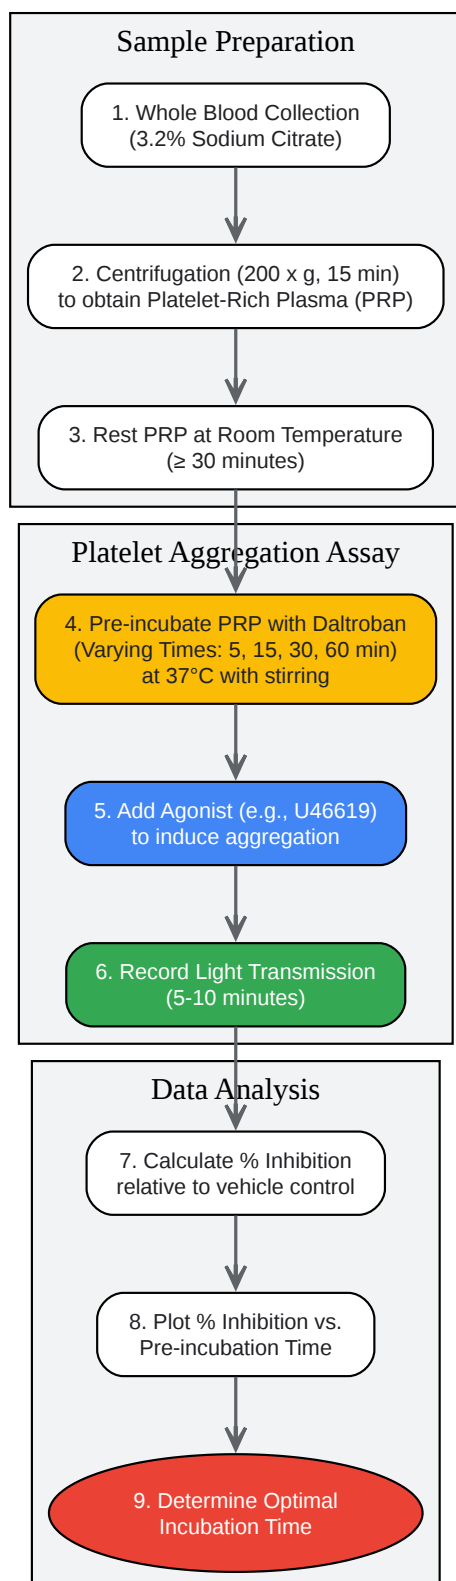 Sample Preparation
1. Whole Blood Collection
(3.2% Sodium Citrate)
2. Centrifugation (200 x g, 15 min)
to obtain Platelet-Rich Plasma (PRP)
3. Rest PRP at Room Temperature
(≥ 30 minutes)
Platelet Aggregation Assay
4. Pre-incubate PRP with Daltroban
(Varying Times: 5, 15, 30, 60 min)
at 37°C with stirring
5. Add Agonist (e.g., U46619)
to induce aggregation
6. Record Light Transmission
(5-10 minutes)
Data Analysis
7. Calculate % Inhibition
relative to vehicle control
8. Plot % Inhibition vs.
Pre-incubation Time
9. Determine Optimal
Incubation Time